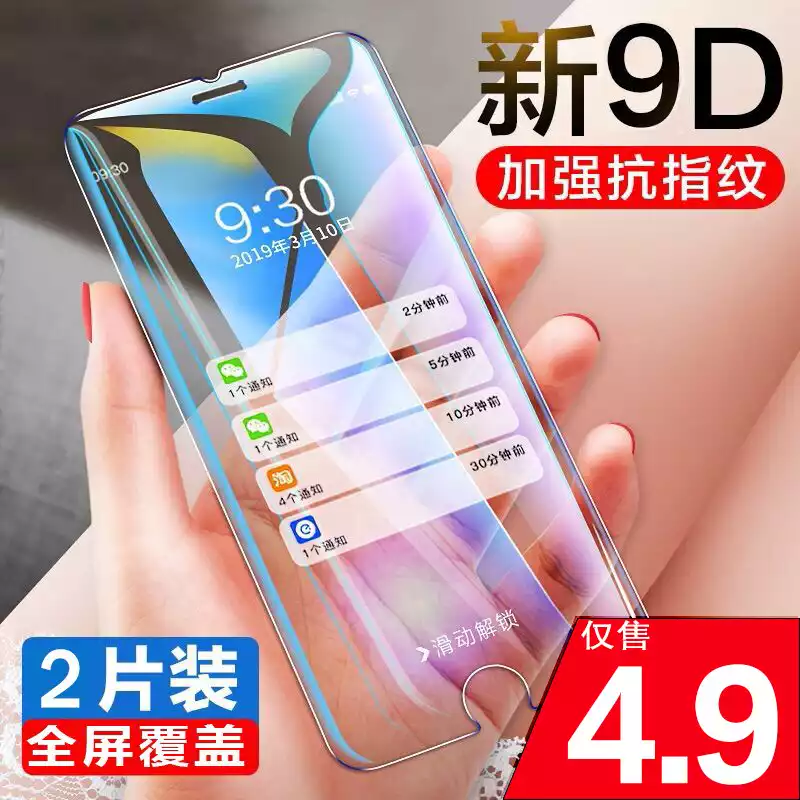 新9D
加强抗指纹
09:30
9:30
2019年3月10日
2分钟前
1个通知
5分钟前
1个通知
10分钟前
淘
4个通知
30分钟前
1个通知
滑动解锁
2片装
全屏覆盖
仅售
4.9